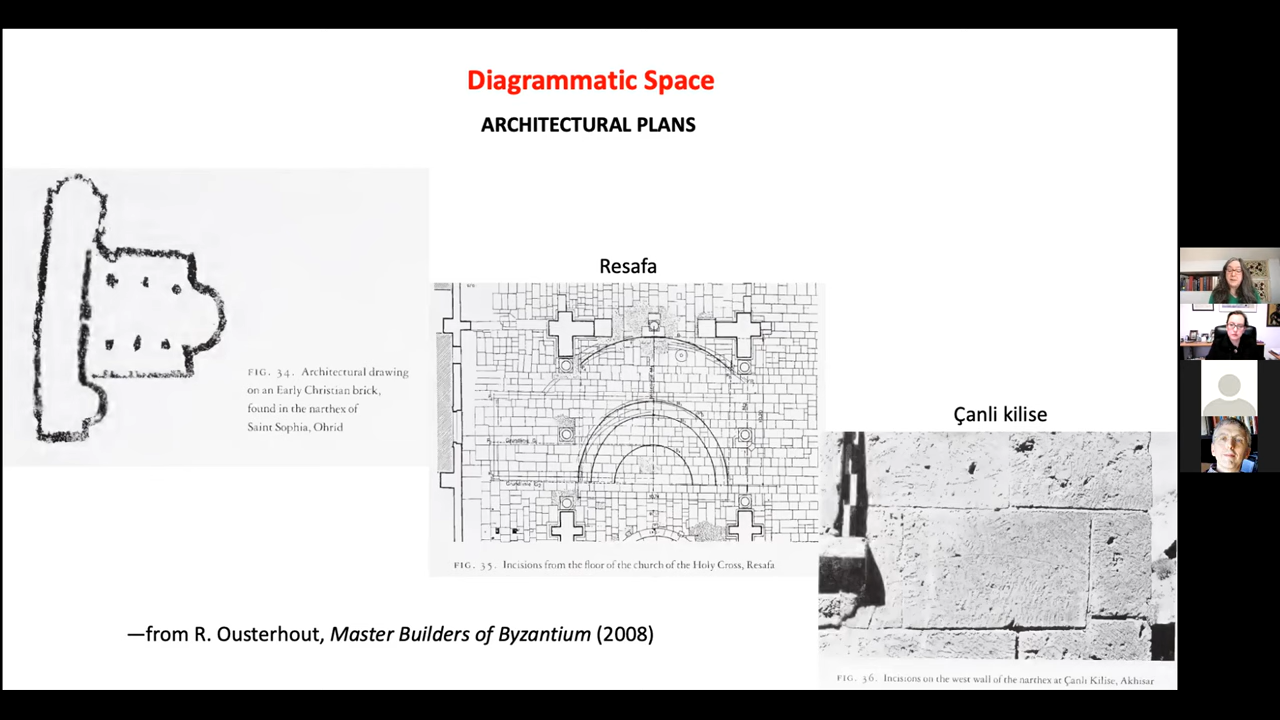 Diagrammatic Space
ARCHITECTURAL PLANS
FIG. 34. Architectural drawing
on an Early Christian brick,
found in the narthex of
Saint Sophia, Ohrid
Resafa
FIG. 35. Incisions from the floor of the church of the Holy Cross, Resafa
Çanli kilise
FIG. 36. Incisions on the west wall of the narthex at Çanlı Kilise, Akhisar
—from R. Ousterhout, Master Builders of Byzantium (2008)